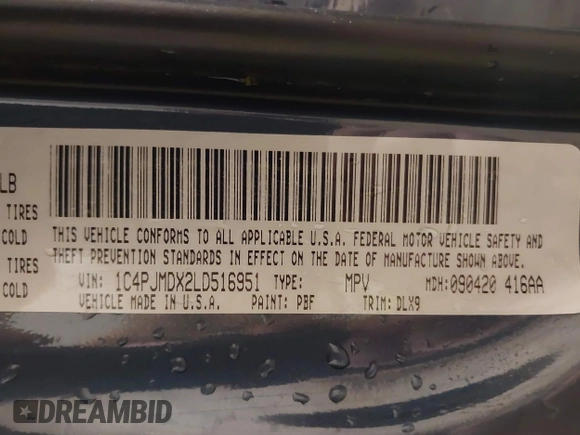 LB
TIRES
COLD
TIRES
COLD
THIS VEHICLE CONFORMS TO ALL APPLICABLE U.S.A. FEDERAL MOTOR VEHICLE SAFETY AND
THEFT PREVENTION STANDARDS IN EFFECT ON THE DATE OF MANUFACTURE SHOWN ABOVE.
VIN: 1C4PJMDX2LD516951 TYPE: MPV MDH: 090420 416AA
VEHICLE MADE IN U.S.A. PAINT: PBF TRIM: DLX9
DREAMBID